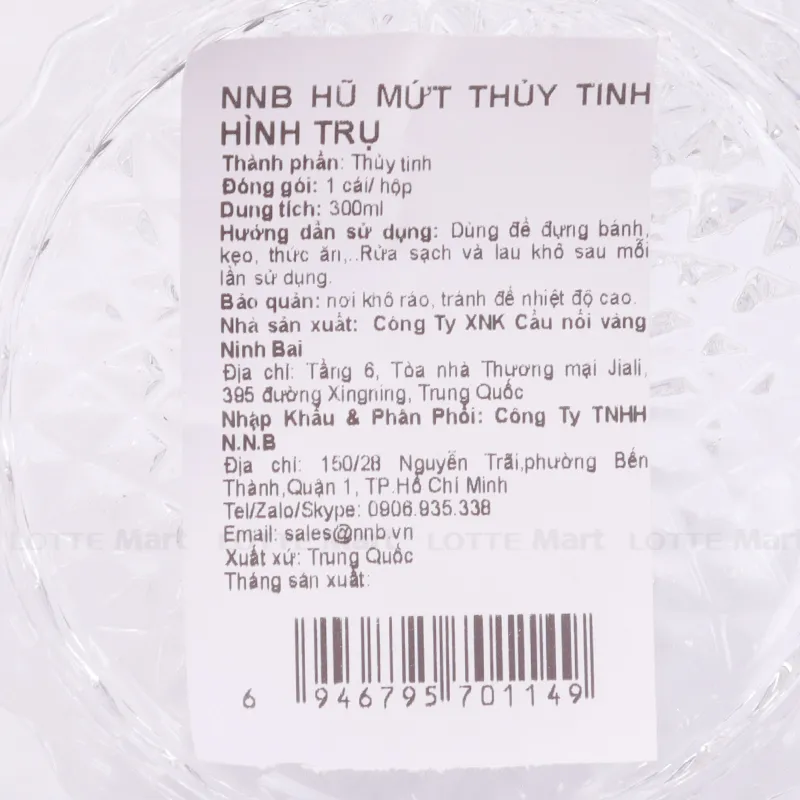 NNB HŨ MỨT THỦY TINH
HÌNH TRỤ
Thành phần: Thủy tinh
Đóng gói: 1 cái/ hộp
Dung tích: 300ml
Hướng dẫn sử dụng: Dùng để đựng bánh,
kẹo, thức ăn,..Rửa sạch và lau khô sau mỗi
lần sử dụng.
Bảo quản: nơi khô ráo, tránh để nhiệt độ cao.
Nhà sản xuất: Công Ty XNK Cầu nối vàng
Ninh Bai
Địa chỉ: Tầng 6, Tòa nhà Thương mại Jiali,
395 đường Xingning, Trung Quốc
Nhập Khẩu & Phân Phối: Công Ty TNHH
N.N.B
Địa chỉ: 150/28 Nguyễn Trãi,phường Bến
Thành,Quận 1, TP.Hồ Chí Minh
Tel/Zalo/Skype: 0906.935.338
Email: sales@nnb.vn
LOTTE Mart LOTTE Mart LOTTE Mart LOTTE Mart
Xuất xứ: Trung Quốc
Tháng sản xuất:
6 946795 701149